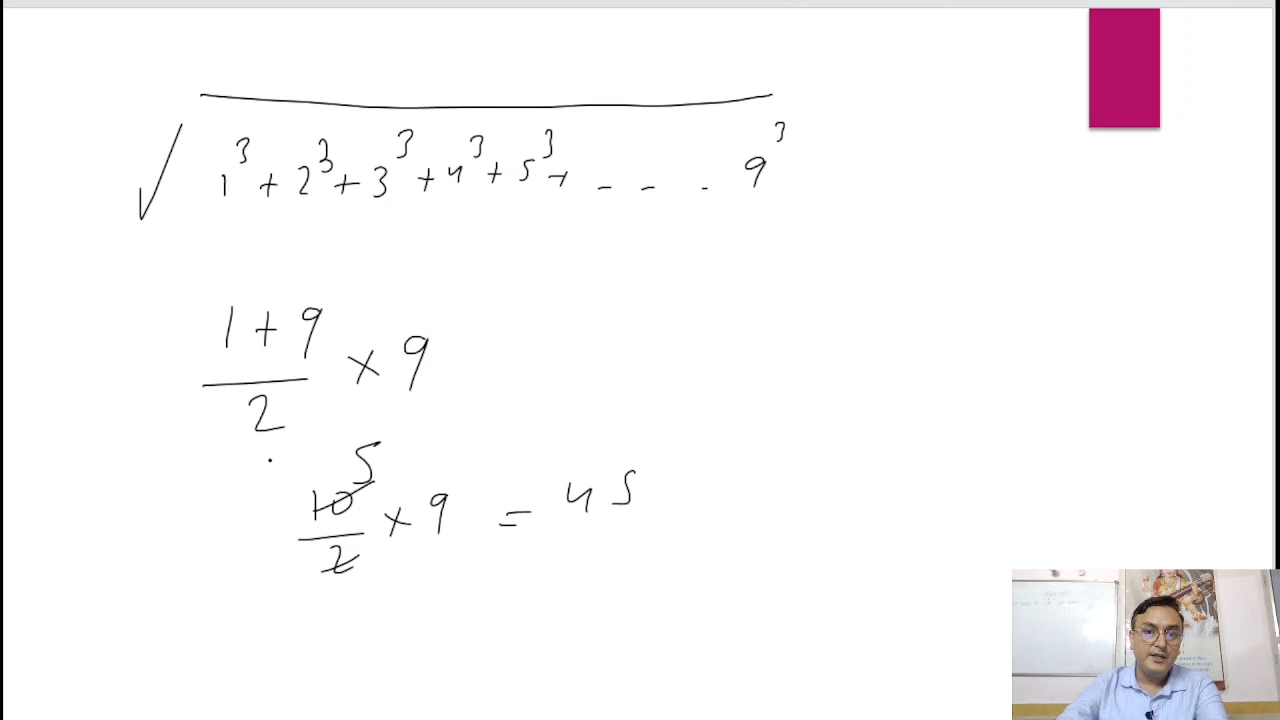 √1³ + 2³ + 3³ + 4³ + 5³ + - - - 9³
1 + 9
───── × 9
2
5
10
── × 9 = 45
2